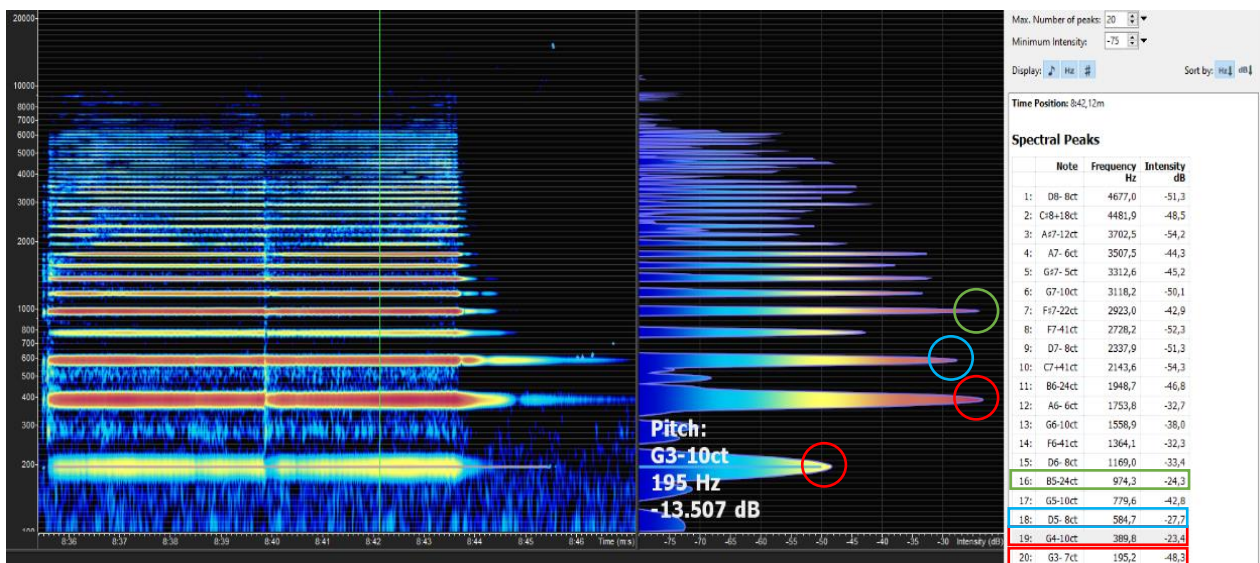 20000
10000
8000
7000
6000
5000
4000
3000
2000
1000
800
700
600
500
400
300
200
100
8:36 8:37 8:38 8:39 8:40 8:41 8:42 8:43 8:44 8:45 8:46 Time (m:s)
Pitch:
G3-10ct
195 Hz
-13.507 dB
-75 -70 -65 -60 -55 -50 -45 -40 -35 -30 Intensity (dB)
Max. Number of peaks: 20
Minimum Intensity: -75
Display: ♪ Hz # Sort by: Hz↓ dB↓
Time Position: 8:42,12m
Spectral Peaks
Note Frequency Intensity
Hz dB
1: D8- 8ct 4677,0 -51,3
2: C♯8+18ct 4481,9 -48,5
3: A♯7-12ct 3702,5 -54,2
4: A7- 6ct 3507,5 -44,3
5: G♯7- 5ct 3312,6 -45,2
6: G7-10ct 3118,2 -50,1
7: F♯7-22ct 2923,0 -42,9
8: F7-41ct 2728,2 -52,3
9: D7- 8ct 2337,9 -51,3
10: C7+41ct 2143,6 -54,3
11: B6-24ct 1948,7 -46,8
12: A6- 6ct 1753,8 -32,7
13: G6-10ct 1558,9 -38,0
14: F6-41ct 1364,1 -32,3
15: D6- 8ct 1169,0 -33,4
16: B5-24ct 974,3 -24,3
17: G5-10ct 779,6 -42,8
18: D5- 8ct 584,7 -27,7
19: G4-10ct 389,8 -23,4
20: G3- 7ct 195,2 -48,3